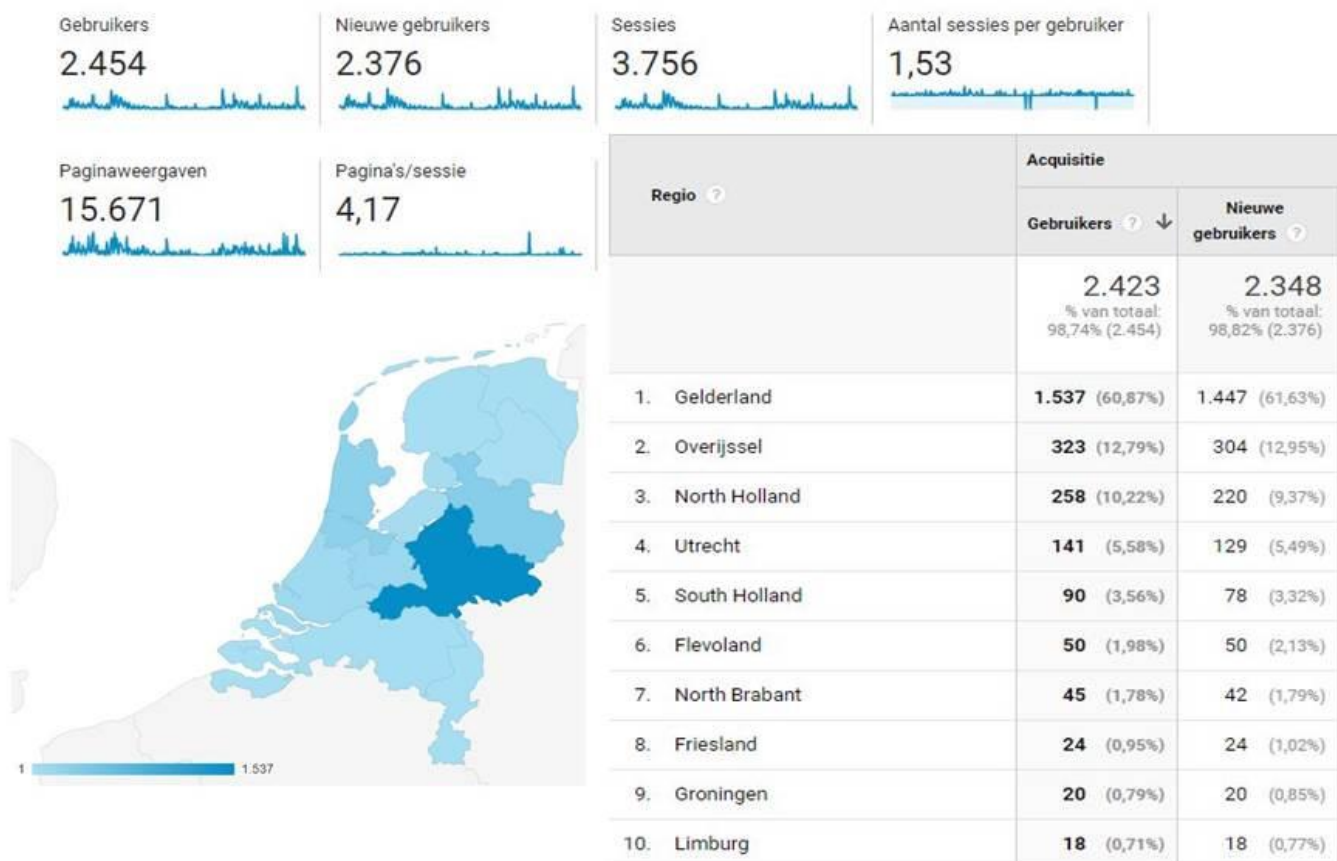 Gebruikers
2.454
Nieuwe gebruikers
2.376
Sessies
3.756
Aantal sessies per gebruiker
1,53
Paginaweergaven
15.671
Pagina's/sessie
4,17
1
1.537
Regio ?
Acquisitie
Gebruikers ? ↓
Nieuwe
gebruikers ?
2.423
% van totaal:
98,74% (2.454)
2.348
% van totaal:
98,82% (2.376)
1. Gelderland 1.537 (60,87%) 1.447 (61,63%)
2. Overijssel 323 (12,79%) 304 (12,95%)
3. North Holland 258 (10,22%) 220 (9,37%)
4. Utrecht 141 (5,58%) 129 (5,49%)
5. South Holland 90 (3,56%) 78 (3,32%)
6. Flevoland 50 (1,98%) 50 (2,13%)
7. North Brabant 45 (1,78%) 42 (1,79%)
8. Friesland 24 (0,95%) 24 (1,02%)
9. Groningen 20 (0,79%) 20 (0,85%)
10. Limburg 18 (0,71%) 18 (0,77%)